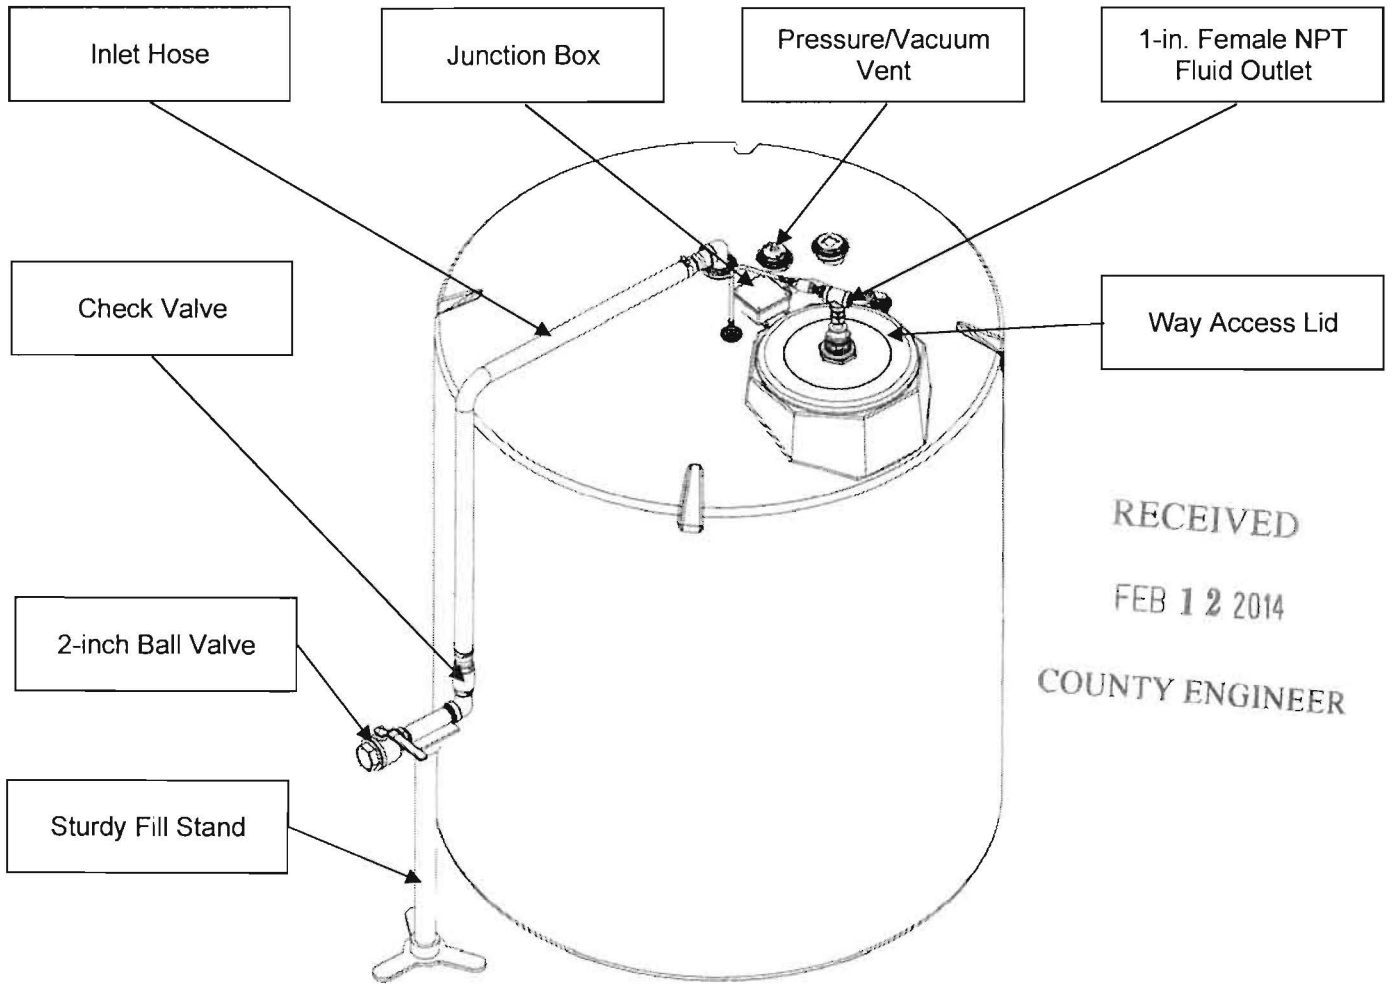 Inlet Hose
Junction Box
Pressure/Vacuum
Vent
1-in. Female NPT
Fluid Outlet
Check Valve
Way Access Lid
2-inch Ball Valve
Sturdy Fill Stand
RECEIVED
FEB 12 2014
COUNTY ENGINEER